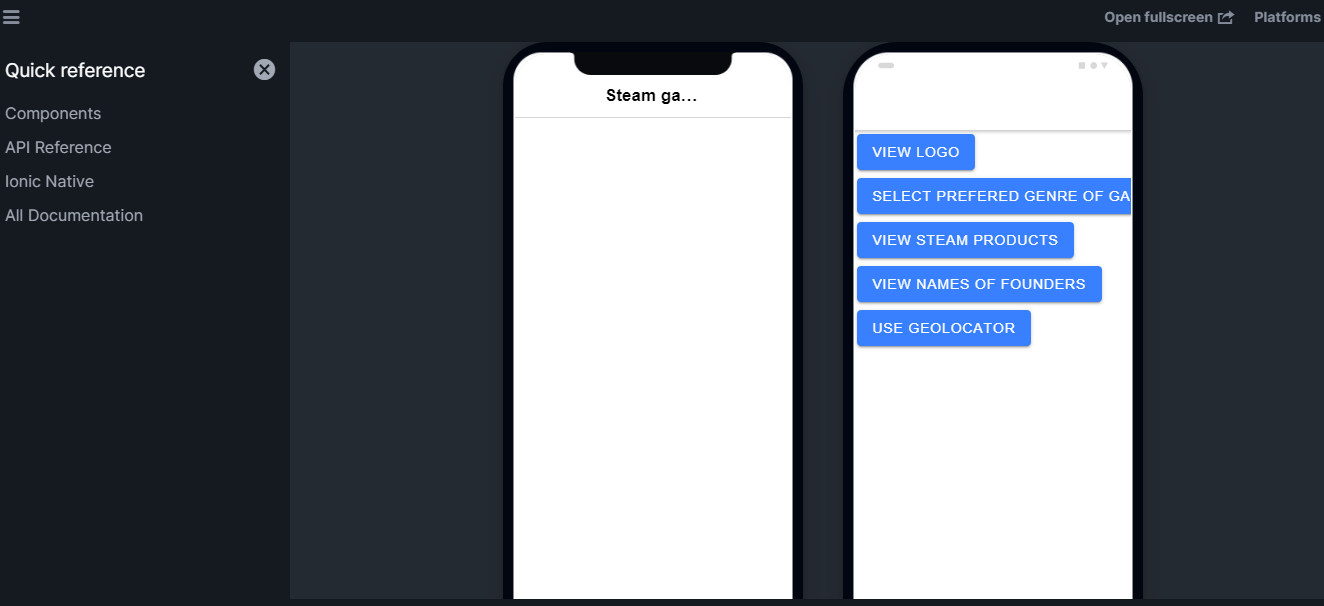 Open fullscreen Platforms
Quick reference
Components
API Reference
Ionic Native
All Documentation
Steam ga...
VIEW LOGO
SELECT PREFERED GENRE OF GA
VIEW STEAM PRODUCTS
VIEW NAMES OF FOUNDERS
USE GEOLOCATOR